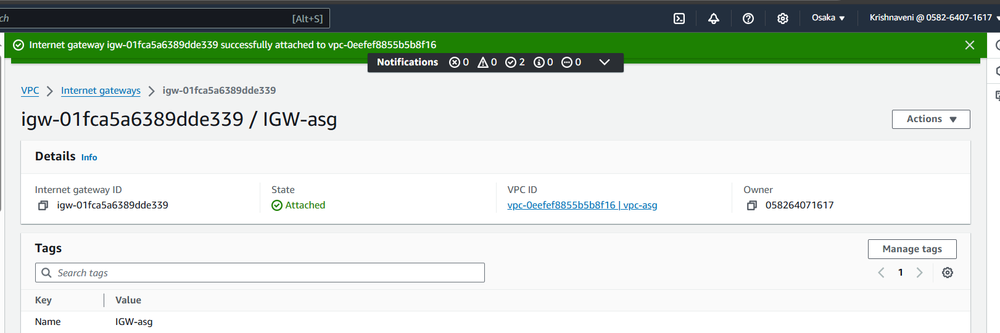 ch [Alt+S] Osaka Krishnaveni @ 0582-6407-1617
Internet gateway igw-01fca5a6389dde339 successfully attached to vpc-0eefef8855b5b8f16
Notifications 0 0 2 0 0
VPC Internet gateways igw-01fca5a6389dde339
igw-01fca5a6389dde339 / IGW-asg
Actions
Details Info
Internet gateway ID State VPC ID Owner
igw-01fca5a6389dde339 Attached vpc-0eefef8855b5b8f16 | vpc-asg 058264071617
Tags
Manage tags
Search tags
1
Key Value
Name IGW-asg